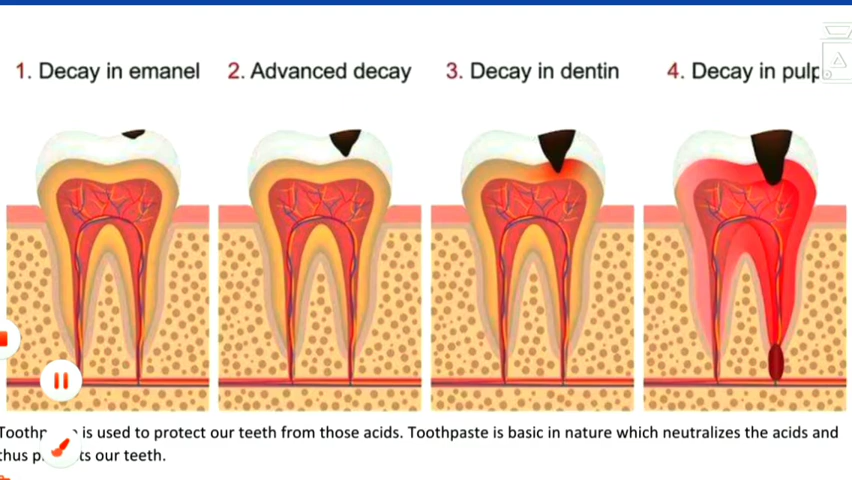 1. Decay in emanel 2. Advanced decay 3. Decay in dentin 4. Decay in pulp
is used to protect our teeth from those acids. Toothpaste is basic in nature which neutralizes the acids and
our teeth.